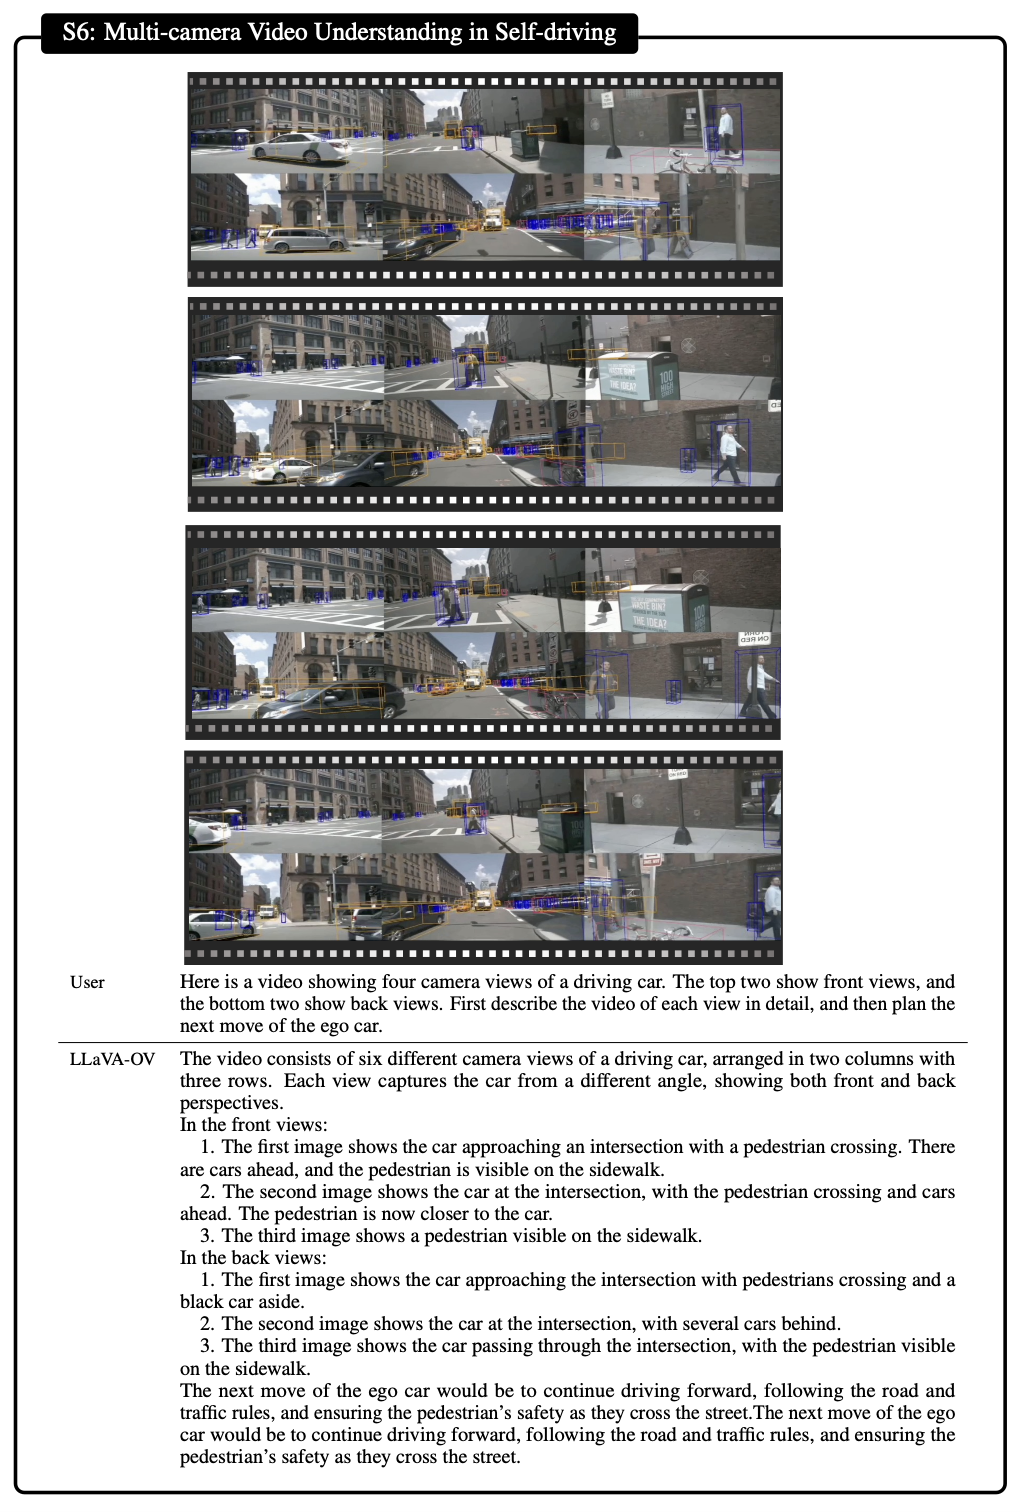 S6: Multi-camera Video Understanding in Self-driving
WASTE BIN?
THE IDEA?
100
WASTE BIN?
THE IDEA?
100
ON RED
User
Here is a video showing four camera views of a driving car. The top two show front views, and
the bottom two show back views. First describe the video of each view in detail, and then plan the
next move of the ego car.
LLaVA-OV
The video consists of six different camera views of a driving car, arranged in two columns with
three rows. Each view captures the car from a different angle, showing both front and back
perspectives.
In the front views:
1. The first image shows the car approaching an intersection with a pedestrian crossing. There
are cars ahead, and the pedestrian is visible on the sidewalk.
2. The second image shows the car at the intersection, with the pedestrian crossing and cars
ahead. The pedestrian is now closer to the car.
3. The third image shows a pedestrian visible on the sidewalk.
In the back views:
1. The first image shows the car approaching the intersection with pedestrians crossing and a
black car aside.
2. The second image shows the car at the intersection, with several cars behind.
3. The third image shows the car passing through the intersection, with the pedestrian visible
on the sidewalk.
The next move of the ego car would be to continue driving forward, following the road and
traffic rules, and ensuring the pedestrian's safety as they cross the street.The next move of the ego
car would be to continue driving forward, following the road and traffic rules, and ensuring the
pedestrian's safety as they cross the street.